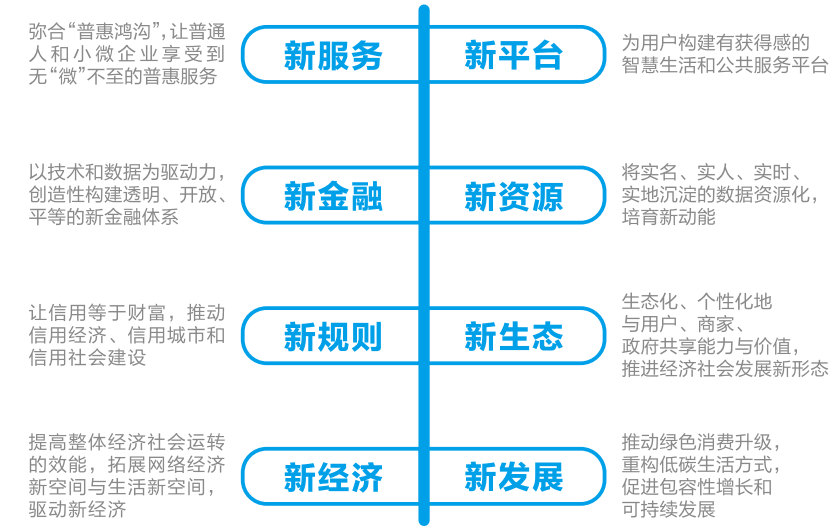 弥合“普惠鸿沟”，让普通
人和小微企业享受到
无“微”不至的普惠服务
新服务
新平台
为用户构建有获得感的
智慧生活和公共服务平台
以技术和数据为驱动力，
创造性构建透明、开放、
平等的新金融体系
新金融
新资源
将实名、实人、实时、
实地沉淀的数据资源化，
培育新动能
让信用等于财富，推动
信用经济、信用城市和
信用社会建设
新规则
新生态
生态化、个性化地
与用户、商家、
政府共享能力与价值，
推进经济社会发展新形态
提高整体经济社会运转
的效能，拓展网络经济
新空间与生活新空间，
驱动新经济
新经济
新发展
推动绿色消费升级，
重构低碳生活方式，
促进包容性增长和
可持续发展